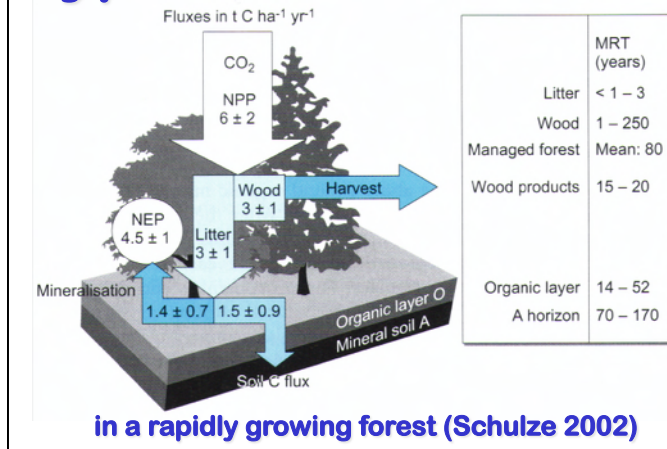 Fluxes in t C ha⁻¹ yr⁻¹
CO₂
NPP
6 ± 2
Wood
3 ± 1
Harvest
NEP
4.5 ± 1
Litter
3 ± 1
Mineralisation
1.4 ± 0.7
1.5 ± 0.9
Organic layer O
Mineral soil A
Soil C flux
MRT
(years)
Litter < 1 – 3
Wood 1 – 250
Managed forest Mean: 80
Wood products 15 – 20
Organic layer 14 – 52
A horizon 70 – 170
in a rapidly growing forest (Schulze 2002)